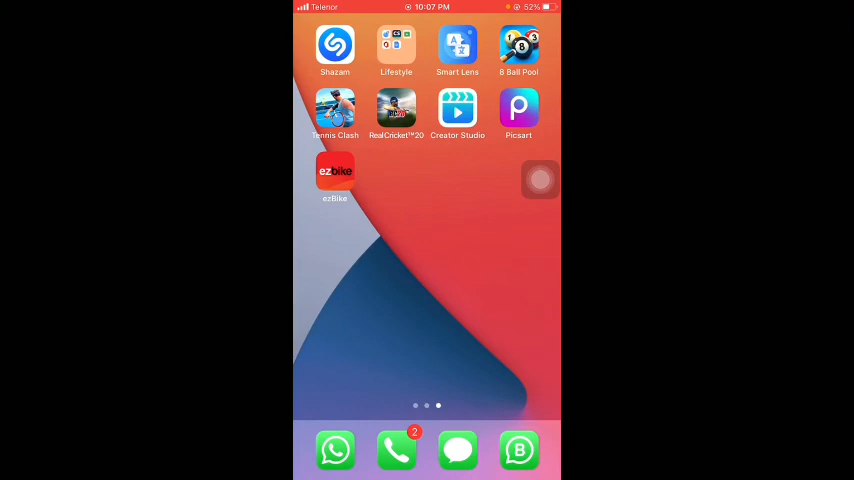 Telenor 10:07 PM 52%
Shazam Lifestyle Smart Lens 8 Ball Pool
Tennis Clash RealCricket™20 Creator Studio Picsart
ezbike
ezBike
2